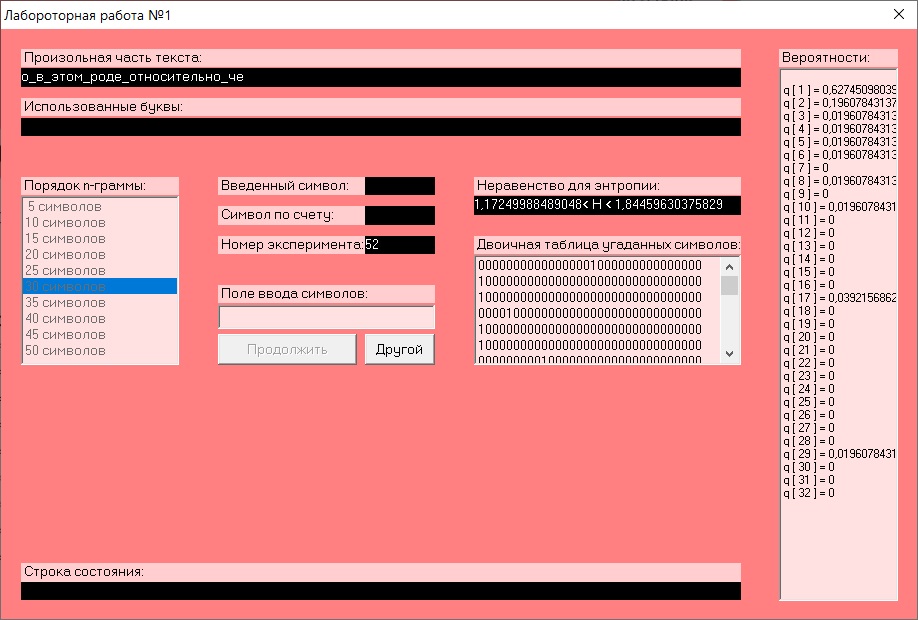 Лабороторная работа №1
Произольная часть текста:
о_в_этом_роде_относительно_че
Использованные буквы:
Порядок n-граммы:
5 символов
10 символов
15 символов
20 символов
25 символов
30 символов
35 символов
40 символов
45 символов
50 символов
Введенный символ:
Символ по счету:
Номер эксперимента: 52
Поле ввода символов:
Продолжить
Другой
Неравенство для энтропии:
1,17249988489048< H < 1,84459630375829
Двоичная таблица угаданных символов:
00000000000000001000000000000000
10000000000000000000000000000000
10000000000000000000000000000000
00001000000000000000000000000000
10000000000000000000000000000000
10000000000000000000000000000000
Вероятности:
q [ 1 ] = 0,62745098039
q [ 2 ] = 0,19607843137
q [ 3 ] = 0,01960784313
q [ 4 ] = 0,01960784313
q [ 5 ] = 0,01960784313
q [ 6 ] = 0,01960784313
q [ 7 ] = 0
q [ 8 ] = 0,01960784313
q [ 9 ] = 0
q [ 10 ] = 0,0196078431
q [ 11 ] = 0
q [ 12 ] = 0
q [ 13 ] = 0
q [ 14 ] = 0
q [ 15 ] = 0
q [ 16 ] = 0
q [ 17 ] = 0,0392156862
q [ 18 ] = 0
q [ 19 ] = 0
q [ 20 ] = 0
q [ 21 ] = 0
q [ 22 ] = 0
q [ 23 ] = 0
q [ 24 ] = 0
q [ 25 ] = 0
q [ 26 ] = 0
q [ 27 ] = 0
q [ 28 ] = 0
q [ 29 ] = 0,0196078431
q [ 30 ] = 0
q [ 31 ] = 0
q [ 32 ] = 0
Строка состояния: